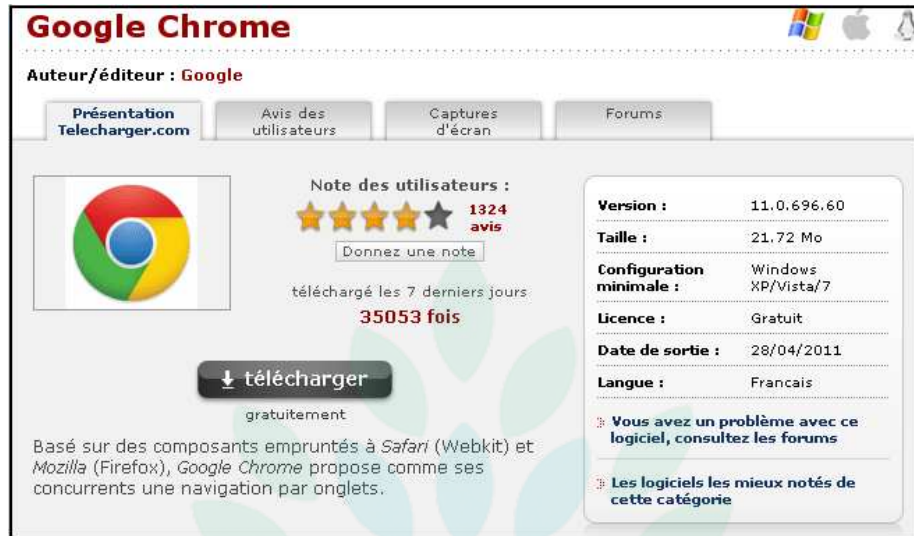 Google Chrome
Auteur/éditeur : Google
Présentation
Telecharger.com
Avis des
utilisateurs
Captures
d'écran
Forums
Note des utilisateurs :
1324
avis
Donnez une note
téléchargé les 7 derniers jours
35053 fois
télécharger
gratuitement
Basé sur des composants empruntés à Safari (Webkit) et
Mozilla (Firefox), Google Chrome propose comme ses
concurrents une navigation par onglets.
Version : 11.0.696.60
Taille : 21.72 Mo
Configuration Windows
minimale : XP/Vista/7
Licence : Gratuit
Date de sortie : 28/04/2011
Langue : Francais
Vous avez un problème avec ce
logiciel, consultez les forums
Les logiciels les mieux notés de
cette catégorie